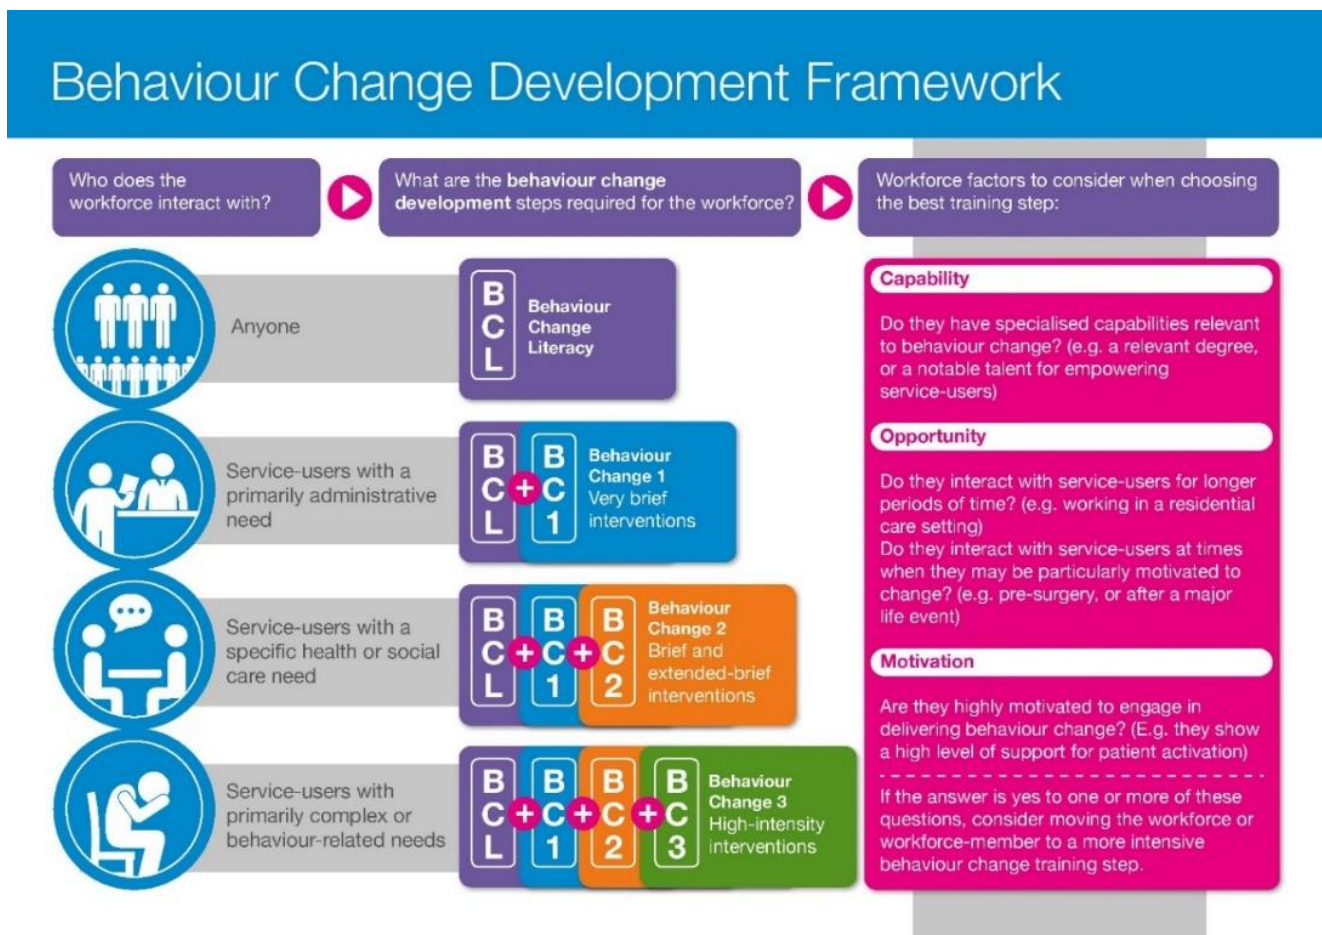 Behaviour Change Development Framework
Who does the
workforce interact with?
What are the behaviour change
development steps required for the workforce?
Workforce factors to consider when choosing
the best training step:
Anyone
B
C
L
Behaviour
Change
Literacy
Service-users with a
primarily administrative
need
B
C
L
+
B
C
1
Behaviour
Change 1
Very brief
interventions
Service-users with a
specific health or social
care need
B
C
L
+
B
C
1
+
B
C
2
Behaviour
Change 2
Brief and
extended-brief
interventions
Service-users with
primarily complex or
behaviour-related needs
B
C
L
+
B
C
1
+
B
C
2
+
B
C
3
Behaviour
Change 3
High-intensity
interventions
Capability
Do they have specialised capabilities relevant
to behaviour change? (e.g. a relevant degree,
or a notable talent for empowering
service-users)
Opportunity
Do they interact with service-users for longer
periods of time? (e.g. working in a residential
care setting)
Do they interact with service-users at times
when they may be particularly motivated to
change? (e.g. pre-surgery, or after a major
life event)
Motivation
Are they highly motivated to engage in
delivering behaviour change? (E.g. they show
a high level of support for patient activation)
If the answer is yes to one or more of these
questions, consider moving the workforce or
workforce-member to a more intensive
behaviour change training step.